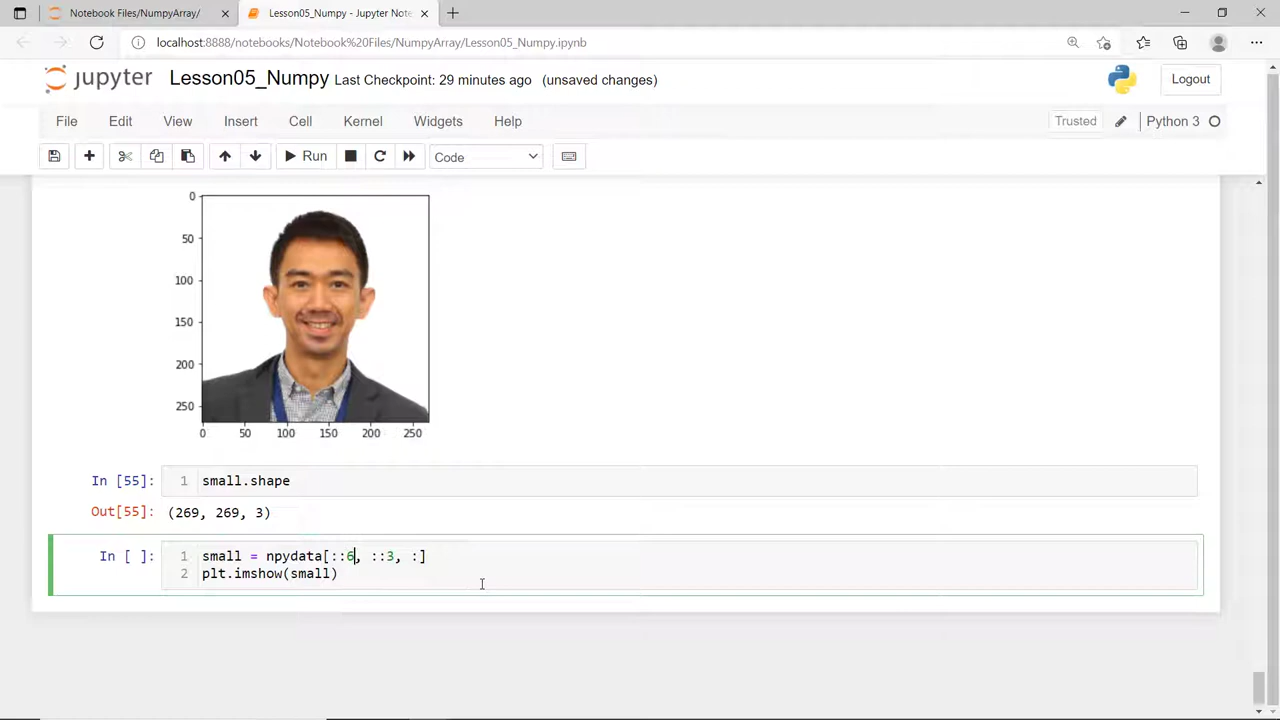 Notebook Files/NumpyArray/
Lesson05_Numpy - Jupyter Note
localhost:8888/notebooks/Notebook%20Files/NumpyArray/Lesson05_Numpy.ipynb
jupyter Lesson05_Numpy Last Checkpoint: 29 minutes ago (unsaved changes)
Logout
File Edit View Insert Cell Kernel Widgets Help
Trusted
Python 3
Run
Code
0
50
100
150
200
250
0 50 100 150 200 250
In [55]: 1 small.shape
Out[55]: (269, 269, 3)
In [ ]: 1 small = npydata[::6, ::3, :]
2 plt.imshow(small)